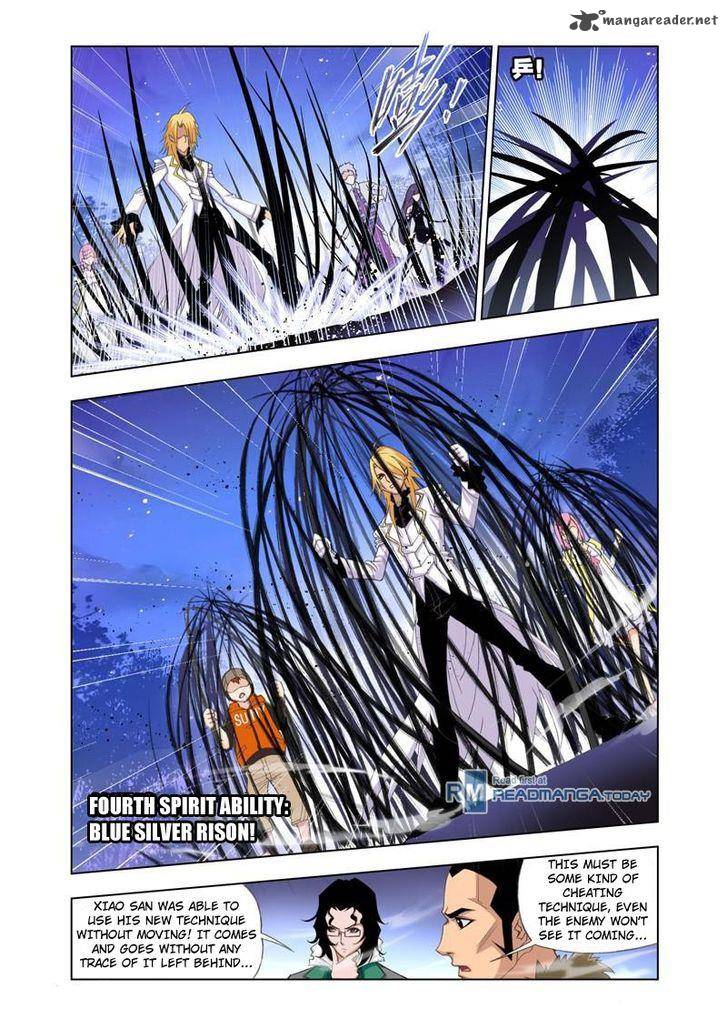 mangareader.net
乒!
FOURTH SPIRIT ABILITY:
BLUE SILVER RISON!
Read first at
RM READMANGA.TODAY
XIAO SAN WAS ABLE TO
USE HIS NEW TECHNIQUE
WITHOUT MOVING! IT COMES
AND GOES WITHOUT ANY
TRACE OF IT LEFT BEHIND...
THIS MUST BE
SOME KIND OF
CHEATING
TECHNIQUE, EVEN
THE ENEMY WON'T
SEE IT COMING...